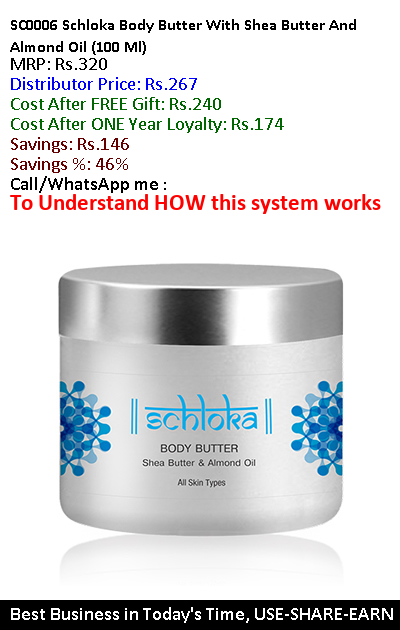 SC0006 Schloka Body Butter With Shea Butter And
Almond Oil (100 Ml)
MRP: Rs.320
Distributor Price: Rs.267
Cost After FREE Gift: Rs.240
Cost After ONE Year Loyalty: Rs.174
Savings: Rs.146
Savings %: 46%
Call/WhatsApp me :
To Understand HOW this system works
|| schloka ||
BODY BUTTER
Shea Butter & Almond Oil
All Skin Types
Best Business in Today's Time, USE-SHARE-EARN